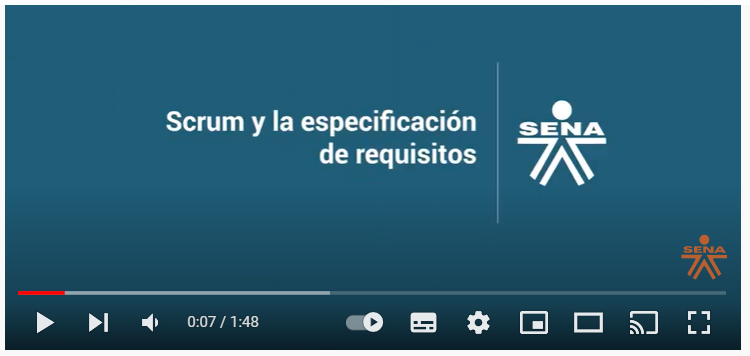 Scrum y la especificación
de requisitos
SENA
SENA
0:07 / 1:48